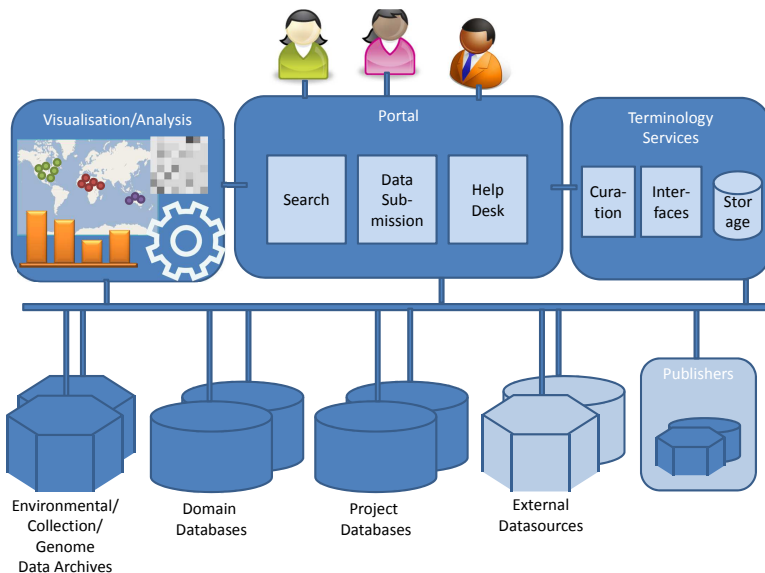 Visualisation/Analysis
Portal
Terminology
Services
Search
Data
Sub-
mission
Help
Desk
Cura-
tion
Inter-
faces
Stor
age
Publishers
Environmental/
Collection/
Genome
Data Archives
Domain
Databases
Project
Databases
External
Datasources